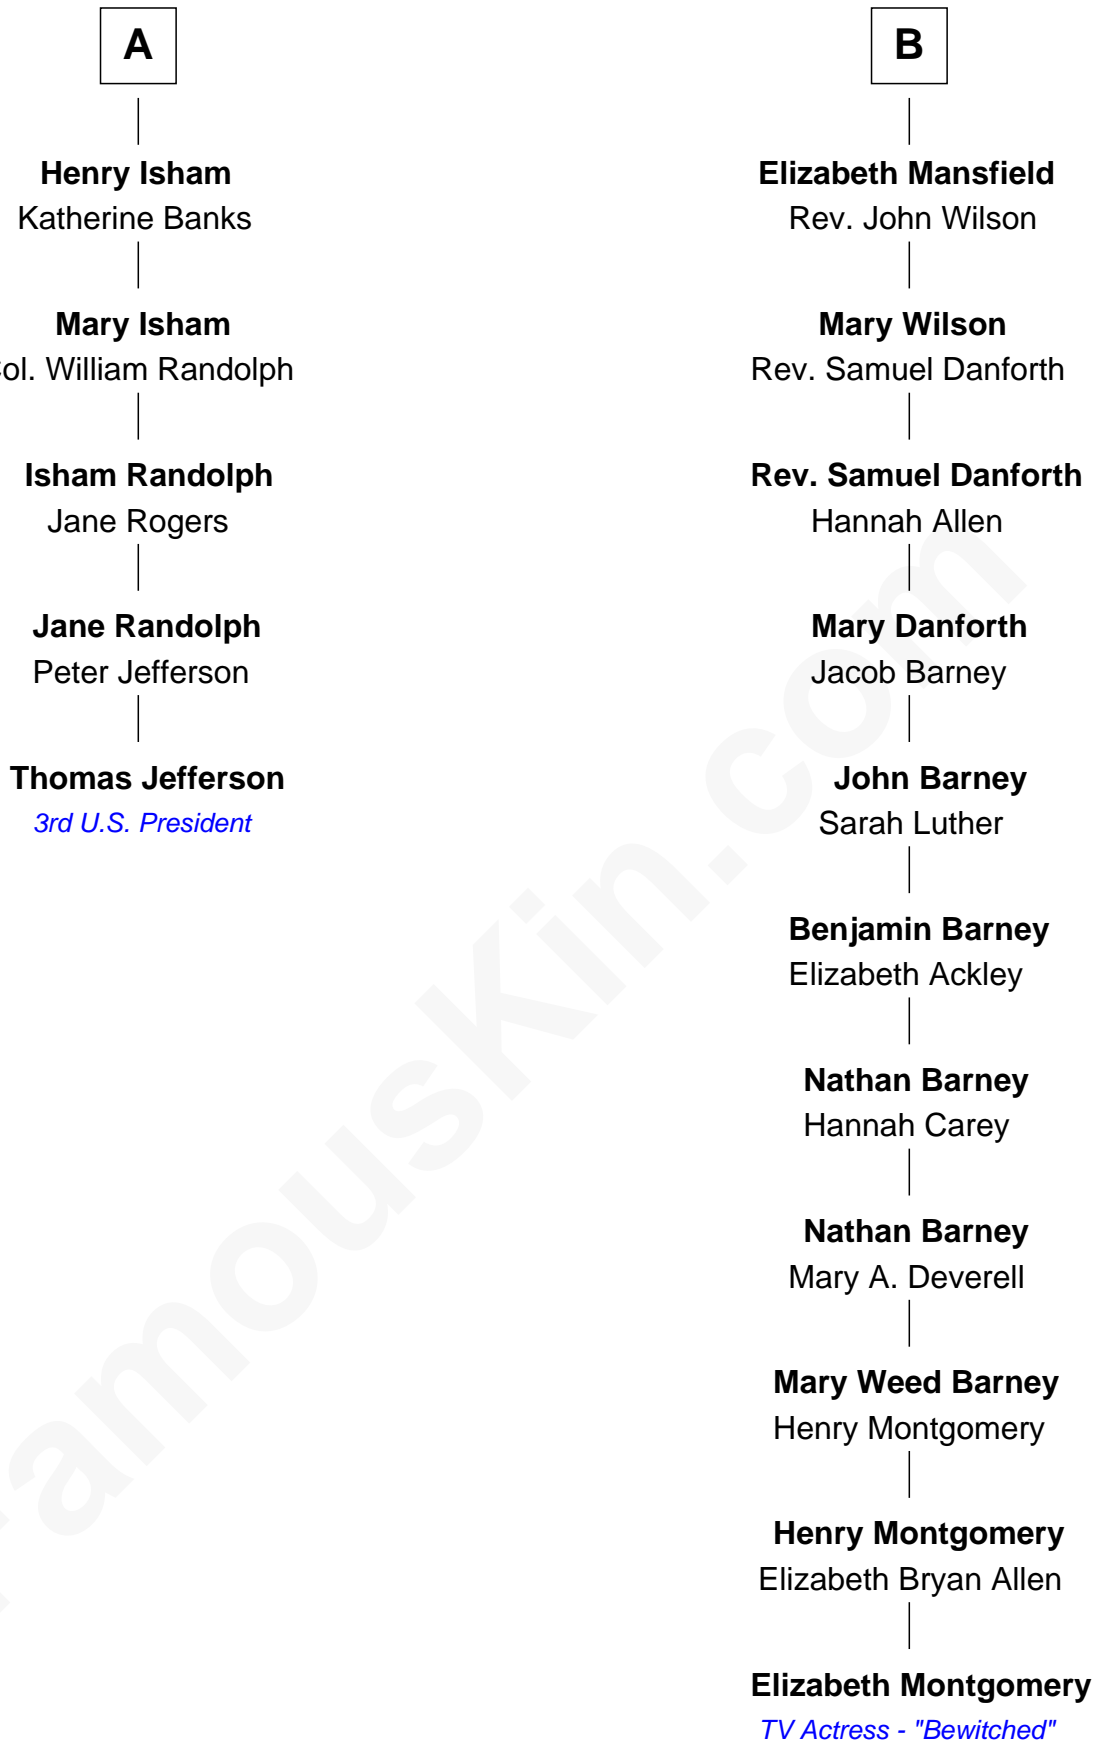 A
Henry Isham
Katherine Banks
Mary Isham
ol. William Randolph
Isham Randolph
Jane Rogers
Jane Randolph
Peter Jefferson
Thomas Jefferson
3rd U.S. President
B
Elizabeth Mansfield
Rev. John Wilson
Mary Wilson
Rev. Samuel Danforth
Rev. Samuel Danforth
Hannah Allen
Mary Danforth
Jacob Barney
John Barney
Sarah Luther
Benjamin Barney
Elizabeth Ackley
Nathan Barney
Hannah Carey
Nathan Barney
Mary A. Deverell
Mary Weed Barney
Henry Montgomery
Henry Montgomery
Elizabeth Bryan Allen
Elizabeth Montgomery
TV Actress - "Bewitched"
FamousKin.com